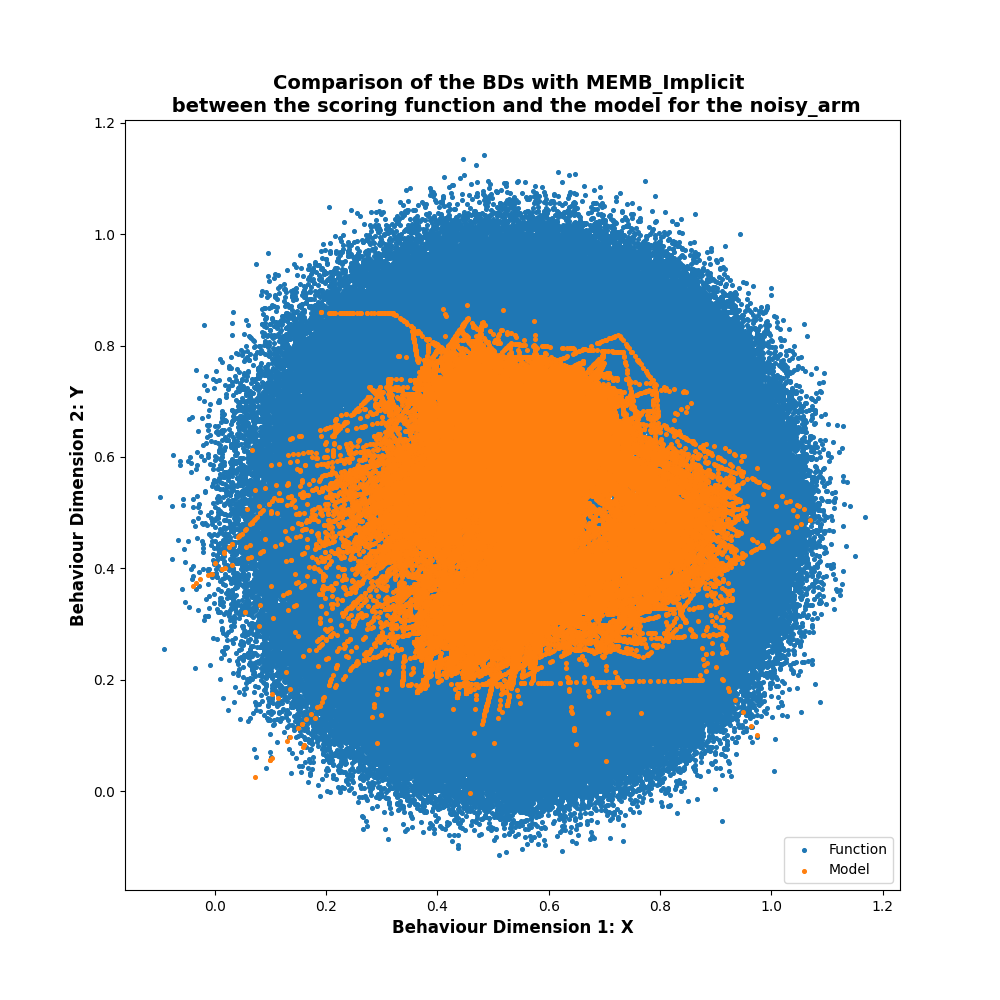 Comparison of the BDs with MEMB_Implicit
between the scoring function and the model for the noisy_arm
1.2
1.0
0.8
0.6
0.4
0.2
0.0
Behaviour Dimension 2: Y
0.0 0.2 0.4 0.6 0.8 1.0 1.2
Behaviour Dimension 1: X
Function
Model